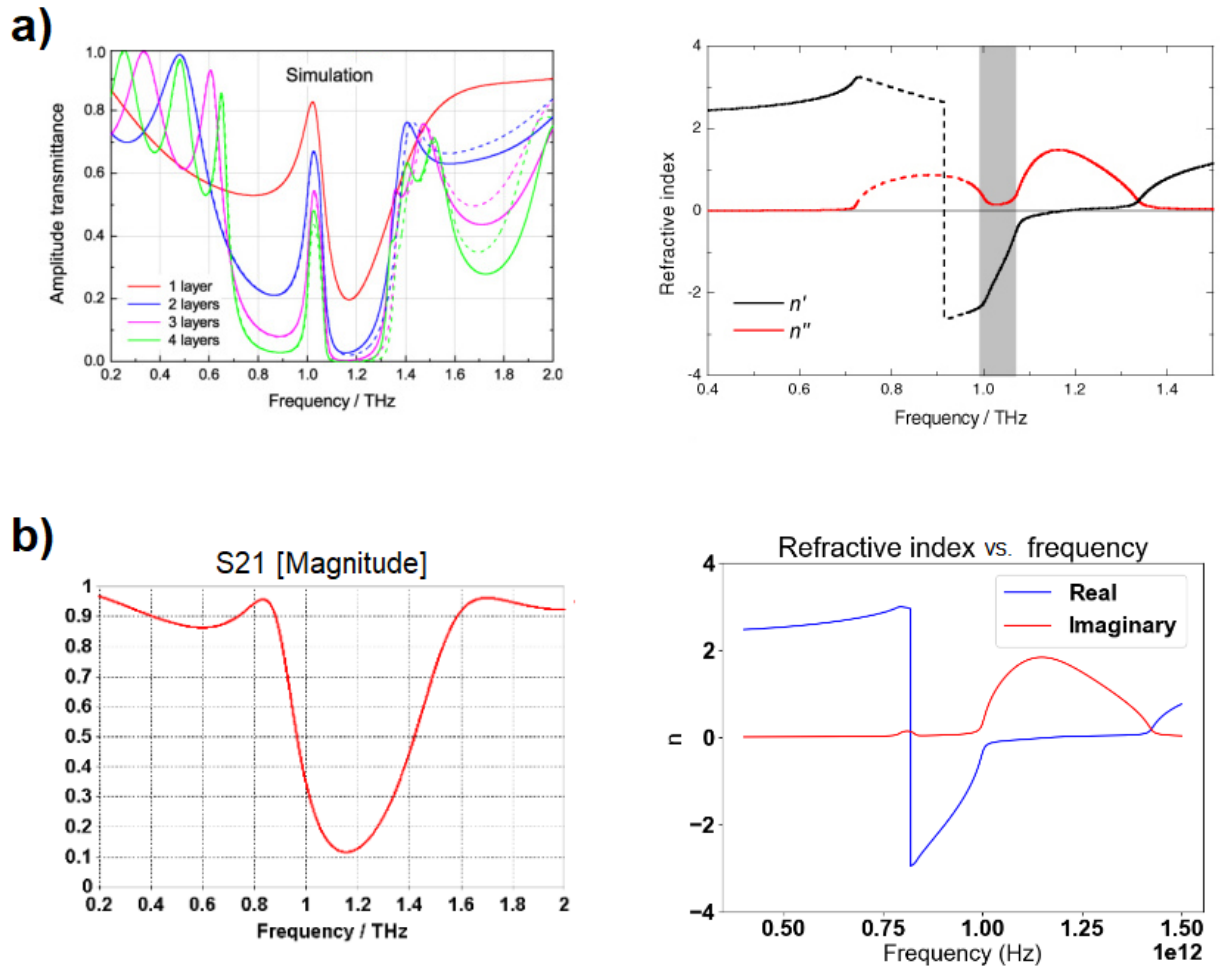 a)
Simulation
Amplitude transmittance
1.0
0.8
0.6
0.4
0.2
0.0
1 layer
2 layers
3 layers
4 layers
0.2 0.4 0.6 0.8 1.0 1.2 1.4 1.6 1.8 2.0
Frequency / THz
Refractive index
4
2
0
-2
-4
n'
n''
0.4 0.6 0.8 1.0 1.2 1.4
Frequency / THz
b)
S21 [Magnitude]
1
0.9
0.8
0.7
0.6
0.5
0.4
0.3
0.2
0.1
0
0.2 0.4 0.6 0.8 1 1.2 1.4 1.6 1.8 2
Frequency / THz
Refractive index vs. frequency
Real
Imaginary
n
4
2
0
−2
−4
0.50 0.75 1.00 1.25 1.50
Frequency (Hz)
1e12